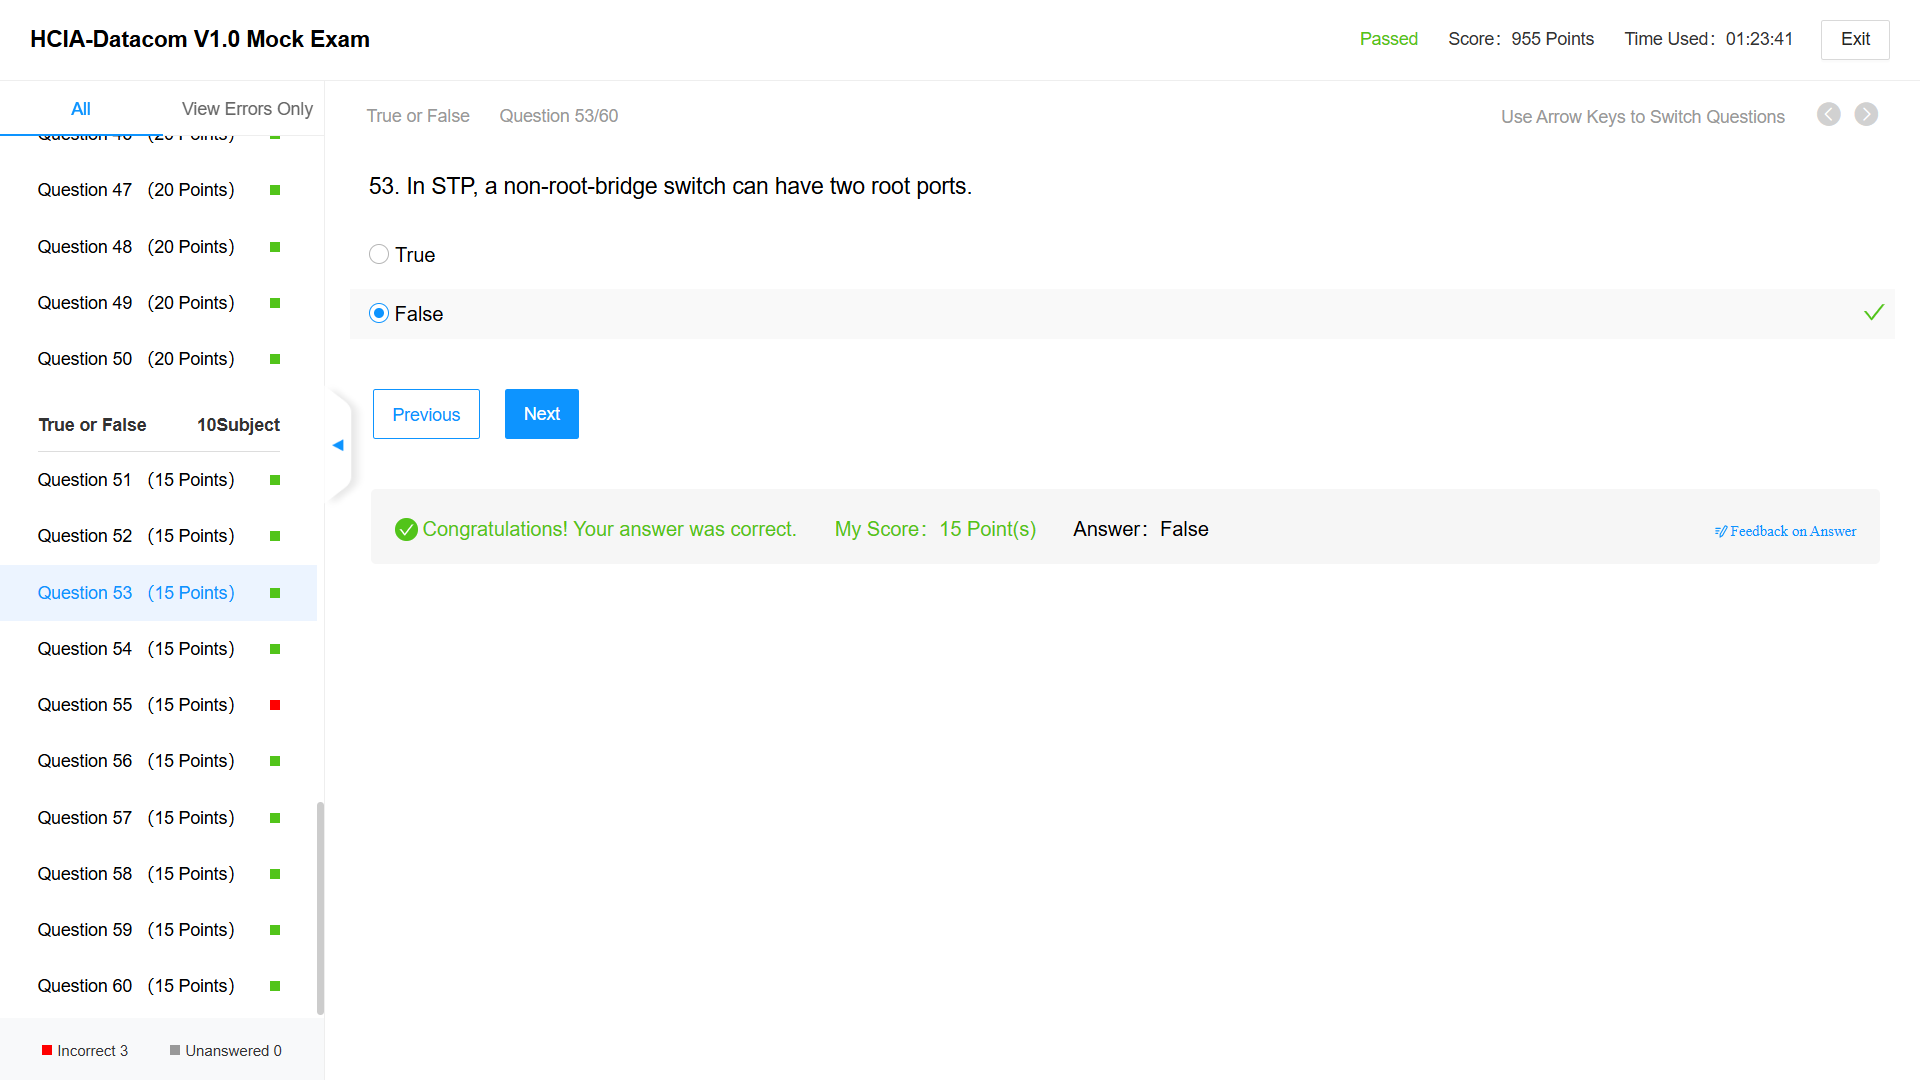 HCIA-Datacom V1.0 Mock Exam
Passed Score： 955 Points Time Used： 01:23:41 Exit
All View Errors Only
True or False Question 53/60 Use Arrow Keys to Switch Questions
Question 47 （20 Points）
Question 48 （20 Points）
Question 49 （20 Points）
Question 50 （20 Points）
True or False 10Subject
Question 51 （15 Points）
Question 52 （15 Points）
Question 53 （15 Points）
Question 54 （15 Points）
Question 55 （15 Points）
Question 56 （15 Points）
Question 57 （15 Points）
Question 58 （15 Points）
Question 59 （15 Points）
Question 60 （15 Points）
Incorrect 3 Unanswered 0
53. In STP, a non-root-bridge switch can have two root ports.
True
False
Previous Next
Congratulations! Your answer was correct. My Score： 15 Point(s) Answer： False Feedback on Answer